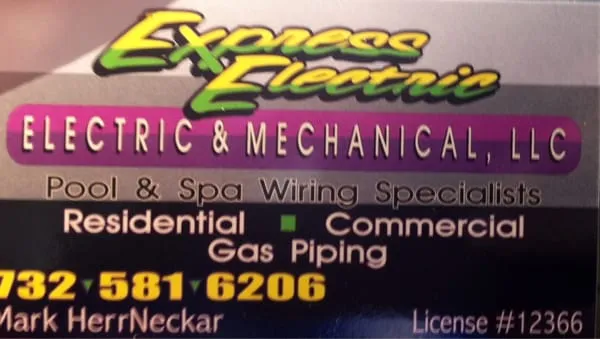 Express
Electric
ELECTRIC & MECHANICAL, LLC
Pool & Spa Wiring Specialists
Residential ■ Commercial
Gas Piping
732▾581▾6206
Mark HerrNeckar
License #12366